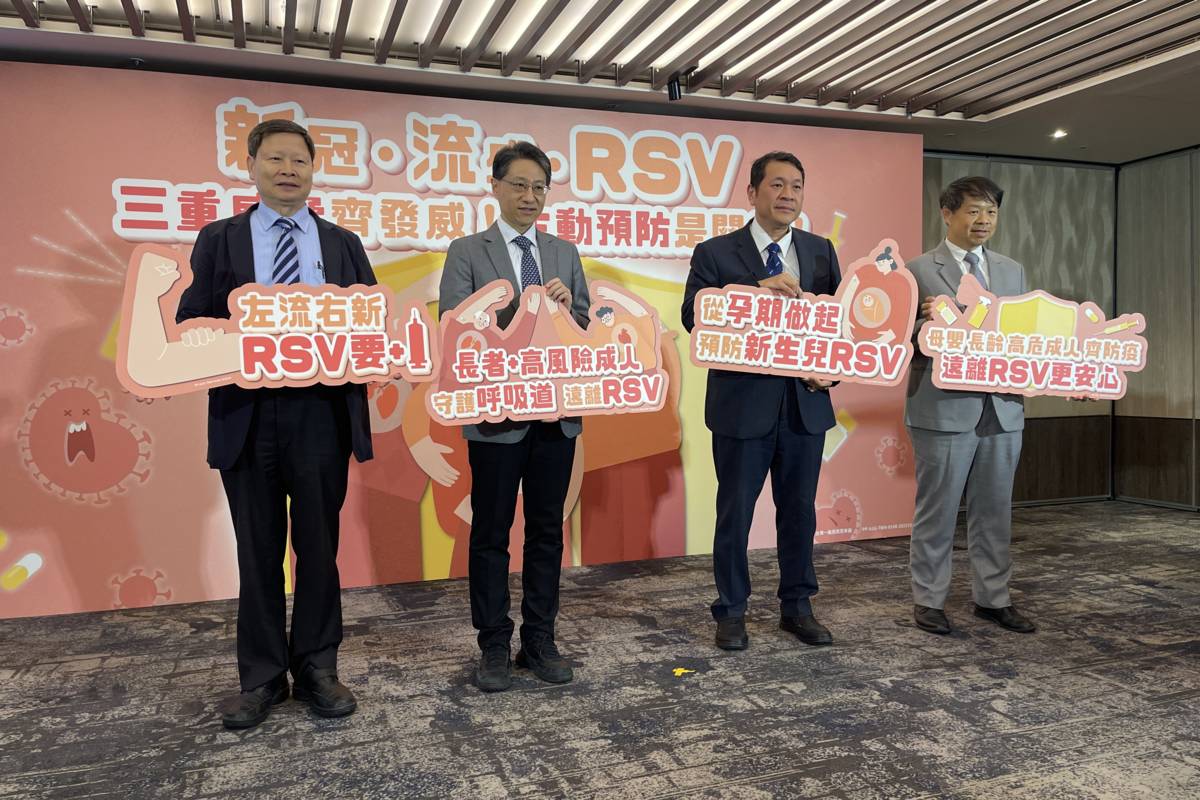 新冠·流感·RSV
三重 齊發威！主動預防是關
左流右新
RSV要+1
長者+高風險成人
守護呼吸道 遠離RSV
從孕期做起
預防新生兒RSV
母嬰長齡高危成人 齊防疫
遠離RSV更安心